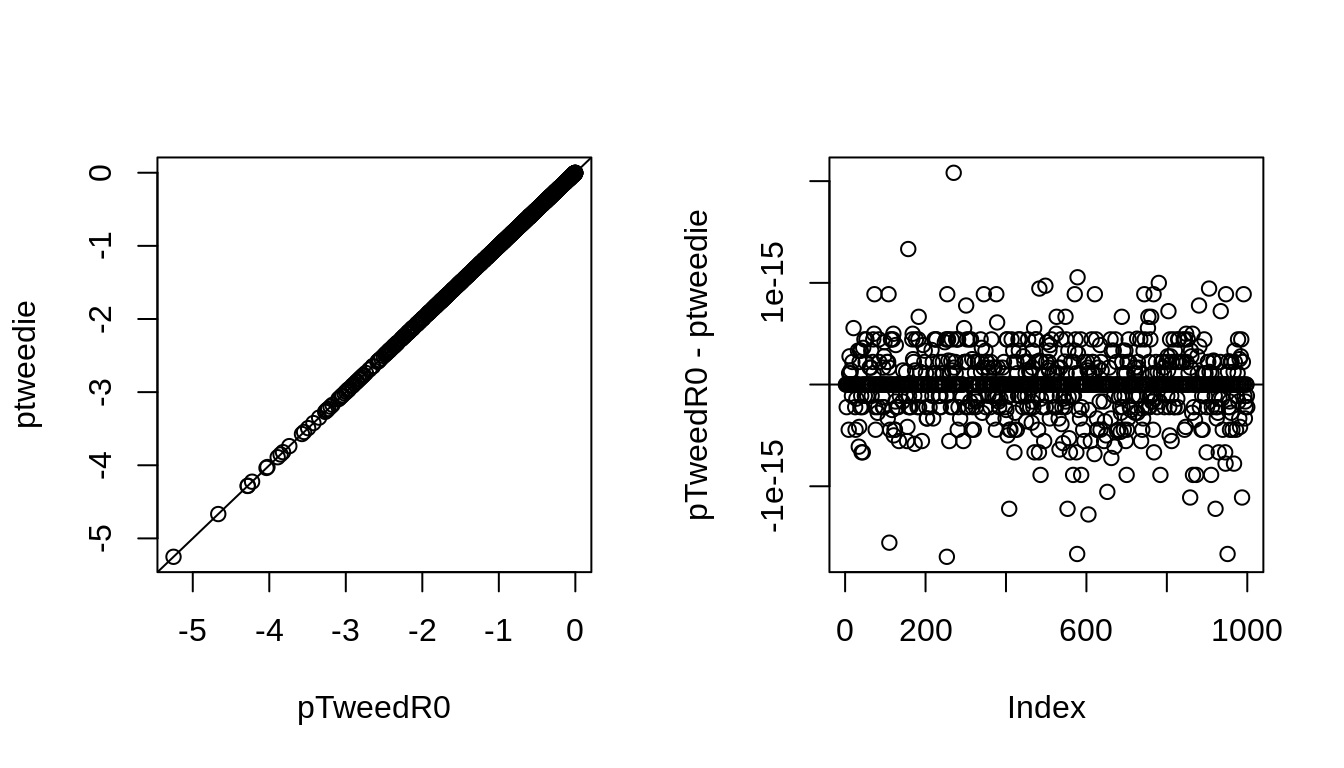 ptweedie
0
-1
-2
-3
-4
-5
-5 -4 -3 -2 -1 0
pTweedR0
pTweedR0 - ptweedie
1e-15
-1e-15
0 200 600 1000
Index